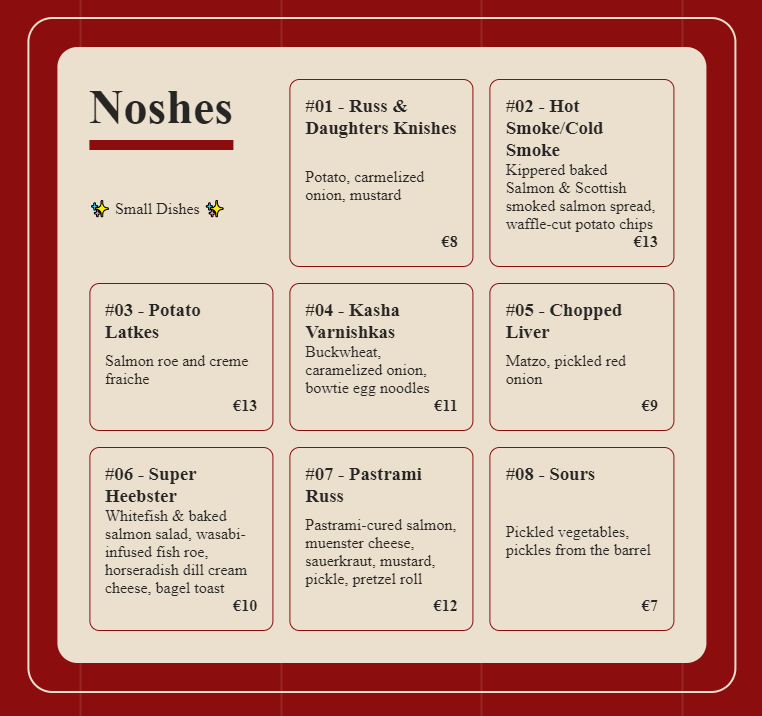 Noshes
✨ Small Dishes ✨
#01 - Russ &
Daughters Knishes
Potato, carmelized
onion, mustard
€8
#02 - Hot
Smoke/Cold
Smoke
Kippered baked
Salmon & Scottish
smoked salmon spread,
waffle-cut potato chips
€13
#03 - Potato
Latkes
Salmon roe and creme
fraiche
€13
#04 - Kasha
Varnishkas
Buckwheat,
caramelized onion,
bowtie egg noodles
€11
#05 - Chopped
Liver
Matzo, pickled red
onion
€9
#06 - Super
Heebster
Whitefish & baked
salmon salad, wasabi-
infused fish roe,
horseradish dill cream
cheese, bagel toast
€10
#07 - Pastrami
Russ
Pastrami-cured salmon,
muenster cheese,
sauerkraut, mustard,
pickle, pretzel roll
€12
#08 - Sours
Pickled vegetables,
pickles from the barrel
€7